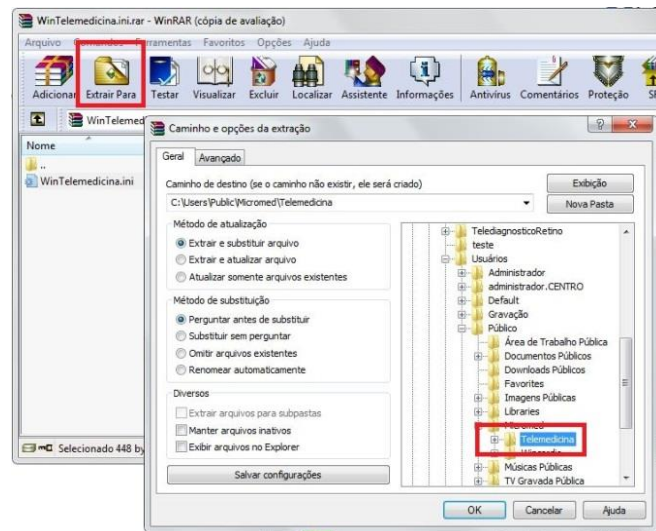 WinTelemedicina.ini.rar - WinRAR (cópia de avaliação)
Arquivo Comandos Ferramentas Favoritos Opções Ajuda
Adicionar Extrair Para Testar Visualizar Excluir Localizar Assistente Informações Antivírus Comentários Proteção
WinTelemed
Nome
..
WinTelemedicina.ini
Selecionado 448 by
Caminho e opções da extração
Geral Avançado
Caminho de destino (se o caminho não existir, ele será criado)
C:\Users\Public\Micromed\Telemedicina
Exibição
Nova Pasta
Método de atualização
Extrair e substituir arquivo
Extrair e atualizar arquivo
Atualizar somente arquivos existentes
Método de substituição
Perguntar antes de substituir
Substituir sem perguntar
Omitir arquivos existentes
Renomear automaticamente
Diversos
Extrair arquivos para subpastas
Manter arquivos inativos
Exibir arquivos no Explorer
Salvar configurações
TelediagnosticoRetino
teste
Usuários
Administrador
administrador.CENTRO
Default
Gravação
Público
Área de Trabalho Pública
Documentos Públicos
Downloads Públicos
Favorites
Imagens Públicas
Libraries
Micromed
Telemedicina
Músicas Públicas
TV Gravada Pública
OK Cancelar Ajuda